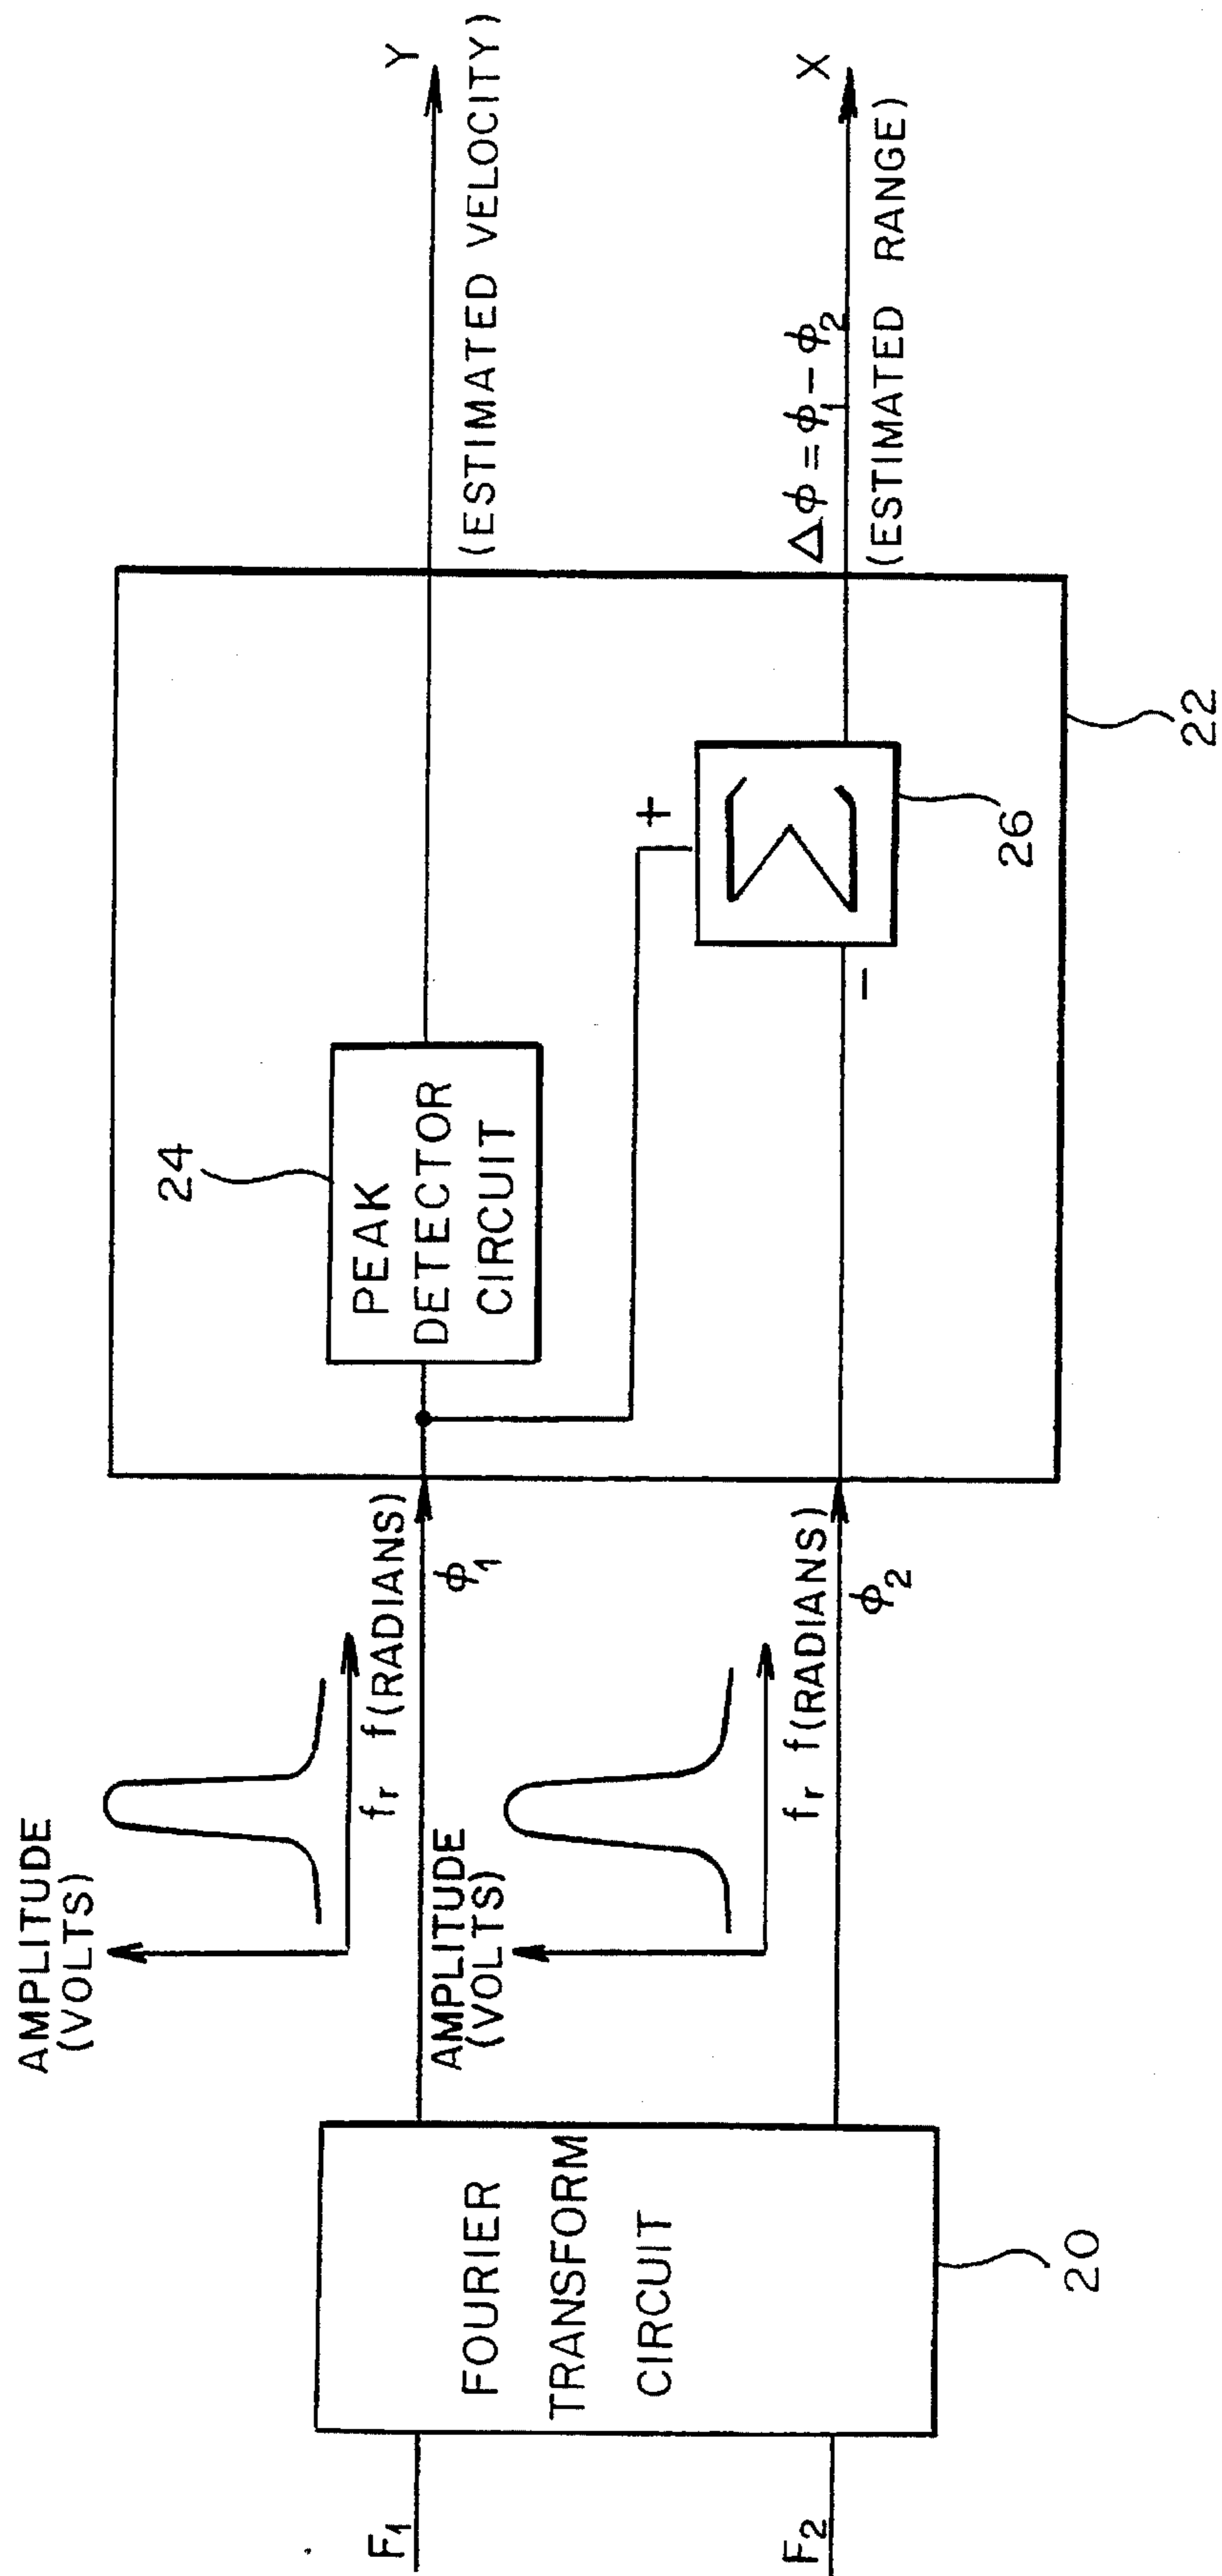 F1
F2
FOURIER
TRANSFORM
CIRCUIT
20
AMPLITUDE
(VOLTS)
fr f(RADIANS)
ϕ1
AMPLITUDE
(VOLTS)
fr f(RADIANS)
ϕ2
24
PEAK
DETECTOR
CIRCUIT
+
-
Σ
26
22
Y
(ESTIMATED VELOCITY)
Δϕ=ϕ1-ϕ2
X
(ESTIMATED RANGE)